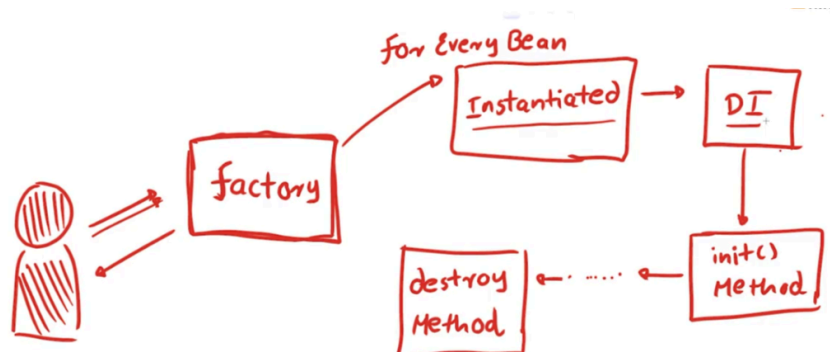 for Every Bean
Instantiated
DI
factory
init()
Method
destroy
Method